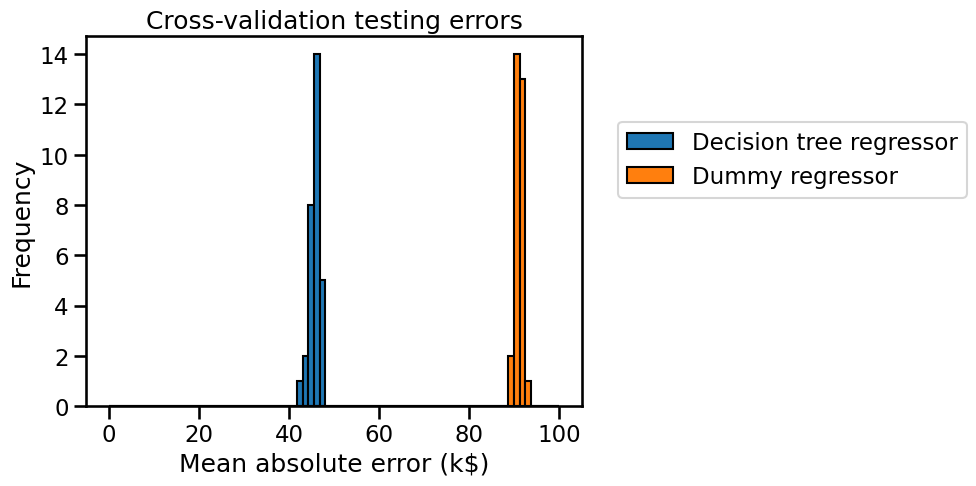 Cross-validation testing errors
14
12
10
8
6
4
2
0
Frequency
0 20 40 60 80 100
Mean absolute error (k$)
Decision tree regressor
Dummy regressor